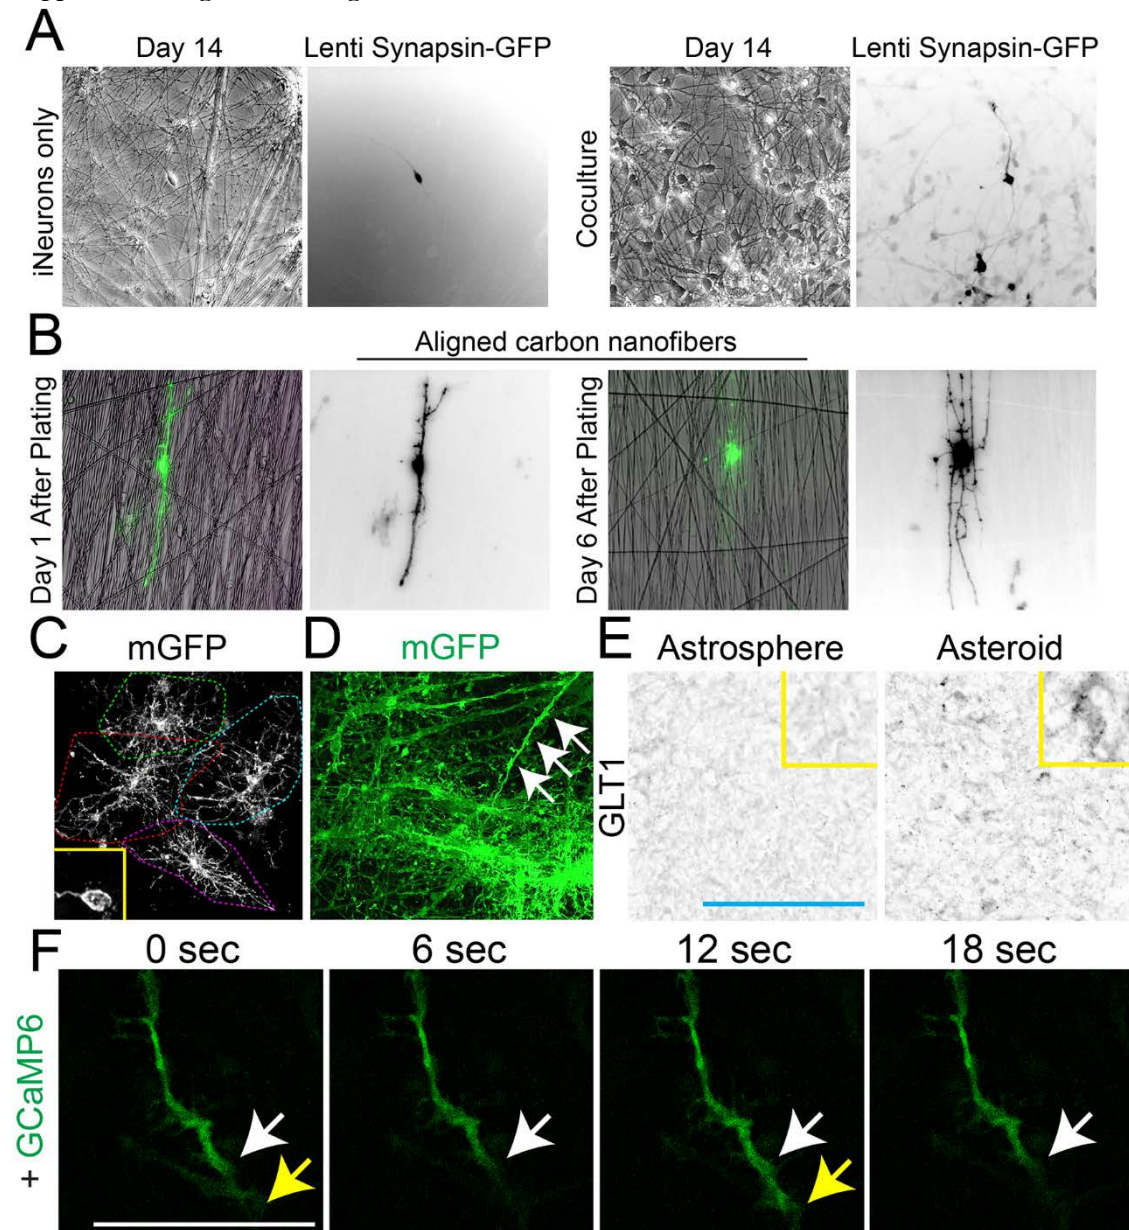 A
Day 14
Lenti Synapsin-GFP
Day 14
Lenti Synapsin-GFP
iNeurons only
Coculture
B
Aligned carbon nanofibers
Day 1 After Plating
Day 6 After Plating
C
mGFP
D
mGFP
E
Astrosphere
Asteroid
GLT1
F
0 sec
6 sec
12 sec
18 sec
+ GCaMP6